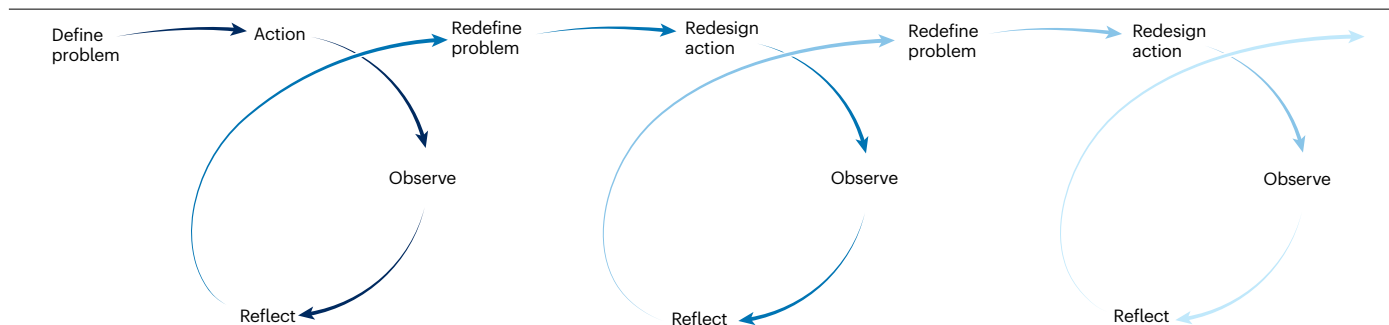 Define
problem
Action
Observe
Reflect
Redefine
problem
Redesign
action
Observe
Reflect
Redefine
problem
Redesign
action
Observe
Reflect